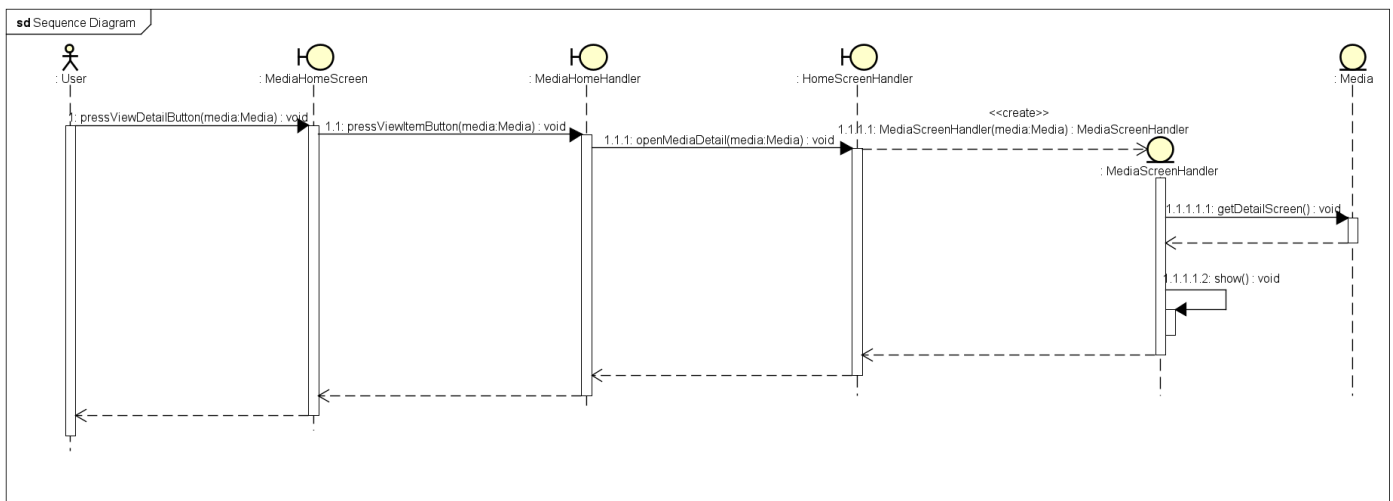 sd Sequence Diagram
: User
: MediaHomeScreen
: MediaHomeHandler
: HomeScreenHandler
: Media
1: pressViewDetailButton(media:Media) : void
1.1: pressViewItemButton(media:Media) : void
1.1.1: openMediaDetail(media:Media) : void
<<create>>
1.1.1.1: MediaScreenHandler(media:Media) : MediaScreenHandler
: MediaScreenHandler
1.1.1.1.1: getDetailScreen() : void
1.1.1.1.2: show() : void